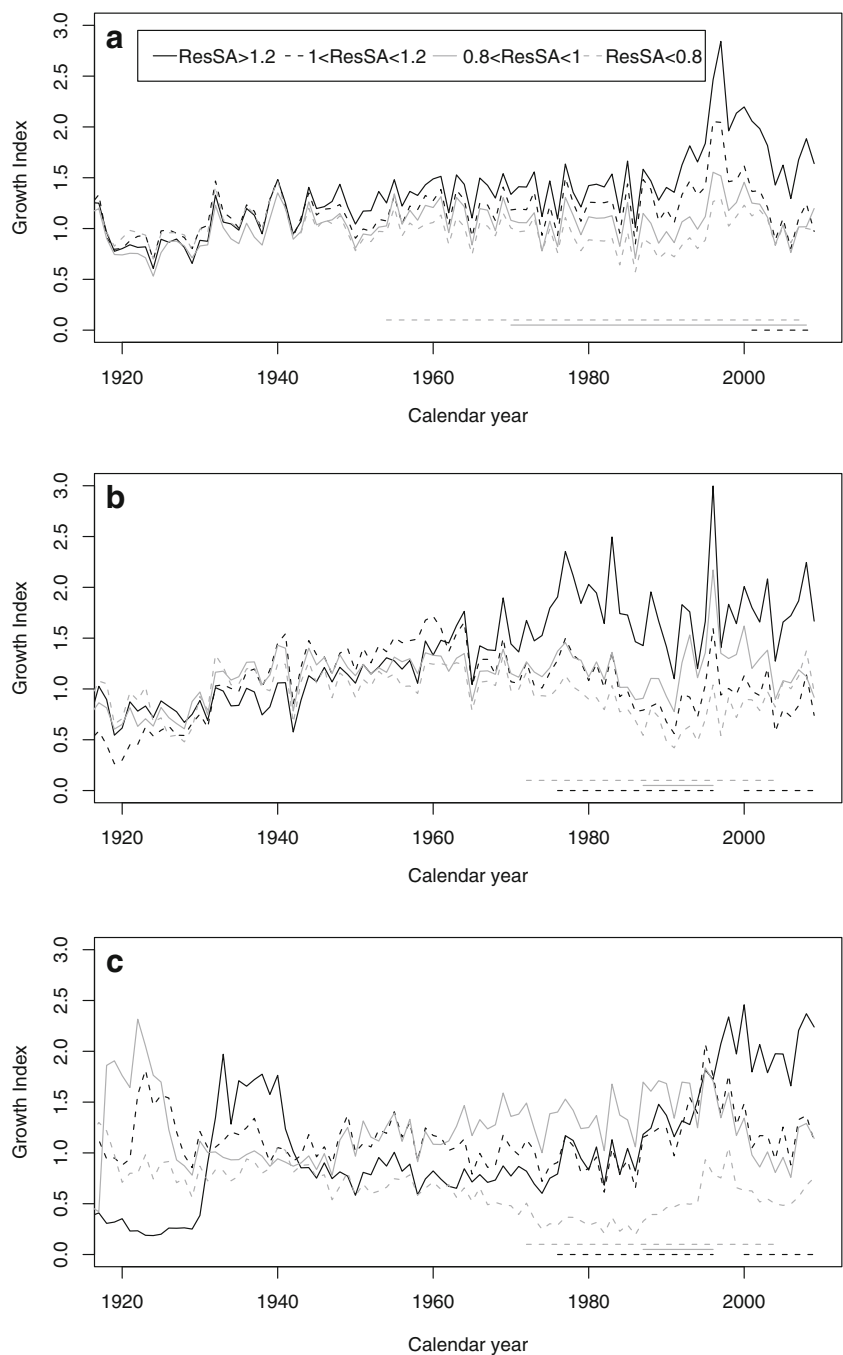 a
ResSA>1.2 1<ResSA<1.2 0.8<ResSA<1 ResSA<0.8
Growth Index
3.0
2.5
2.0
1.5
1.0
0.5
0.0
1920 1940 1960 1980 2000
Calendar year
b
Growth Index
3.0
2.5
2.0
1.5
1.0
0.5
0.0
1920 1940 1960 1980 2000
Calendar year
c
Growth Index
3.0
2.5
2.0
1.5
1.0
0.5
0.0
1920 1940 1960 1980 2000
Calendar year